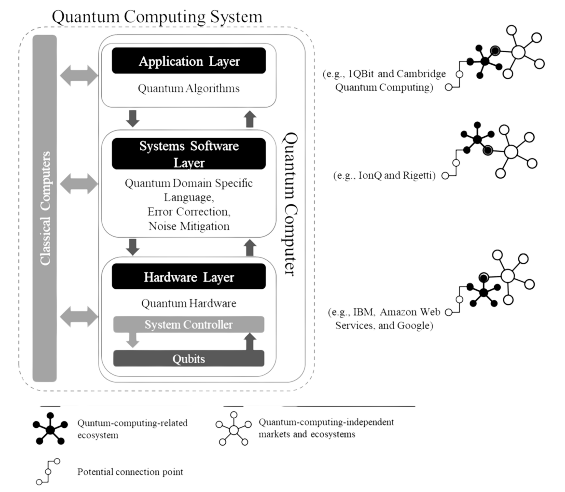 Quantum Computing System
Classical Computers
Quantum Computer
Application Layer
Quantum Algorithms
Systems Software
Layer
Quantum Domain Specific
Language,
Error Correction,
Noise Mitigation
Hardware Layer
Quantum Hardware
System Controller
Qubits
(e.g., 1QBit and Cambridge
Quantum Computing)
(e.g., IonQ and Rigetti)
(e.g., IBM, Amazon Web
Services, and Google)
Quntum-computing-related
ecosystem
Quantum-computing-independent
markets and ecosystems
Potential connection point